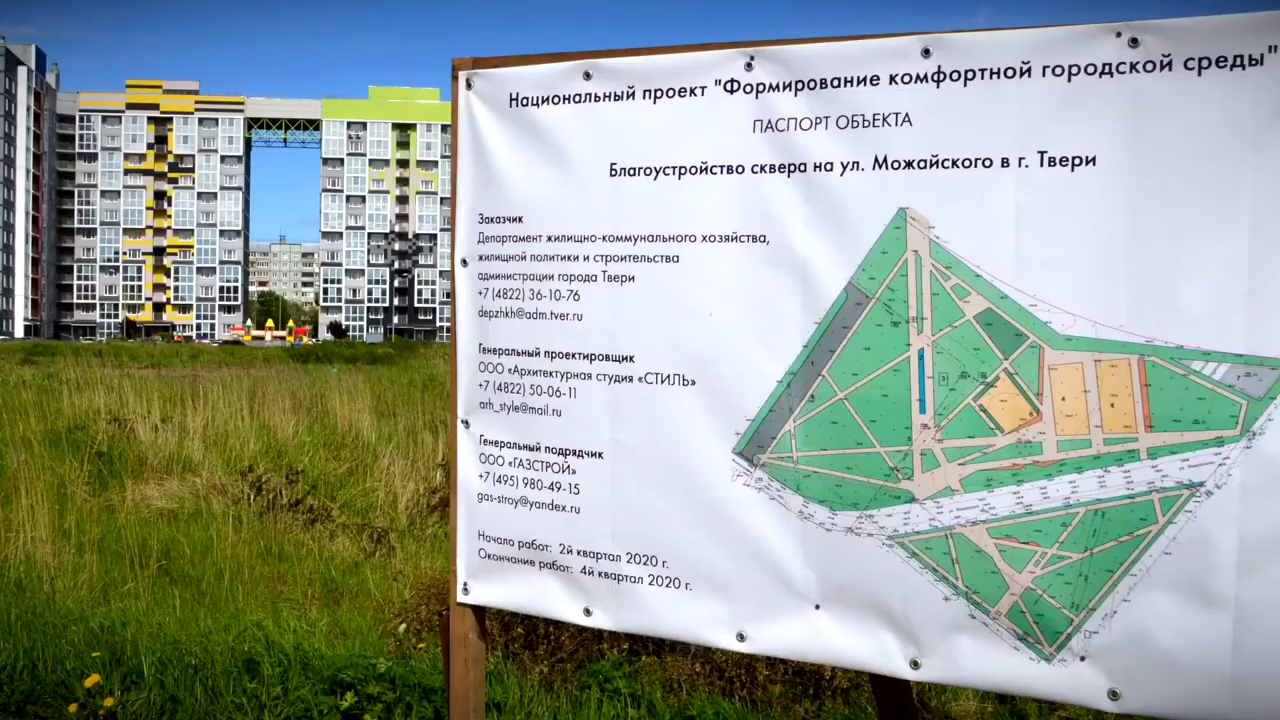 Национальный проект "Формирование комфортной городской среды"
ПАСПОРТ ОБЪЕКТА
Благоустройство сквера на ул. Можайского в г. Твери
Заказчик
Департамент жилищно-коммунального хозяйства,
жилищной политики и строительства
администрации города Твери
+7 (4822) 36-10-76
depzhkh@adm.tver.ru
Генеральный проектировщик
ООО «Архитектурная студия «СТИЛЬ»
+7 (4822) 50-06-11
arh_style@mail.ru
Генеральный подрядчик
ООО «ГАЗСТРОЙ»
+7 (495) 980-49-15
gas-stroy@yandex.ru
Начало работ: 2й квартал 2020 г.
Окончание работ: 4й квартал 2020 г.